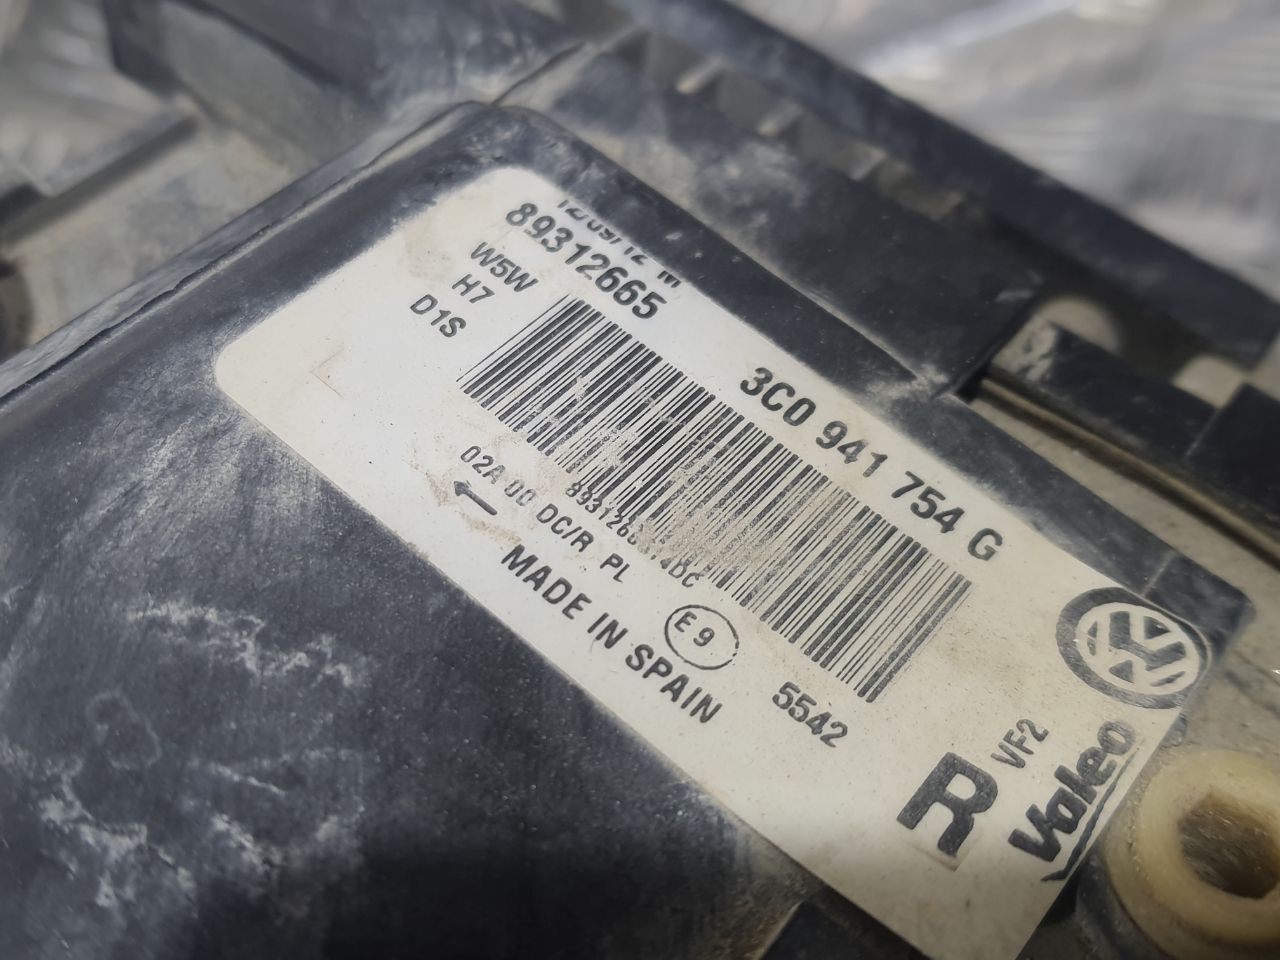 89312665
W5W
H7
D1S
3C0 941 754 G
02A 00 DC/R PL
E9
MADE IN SPAIN
5542
R
VF2
Valeo